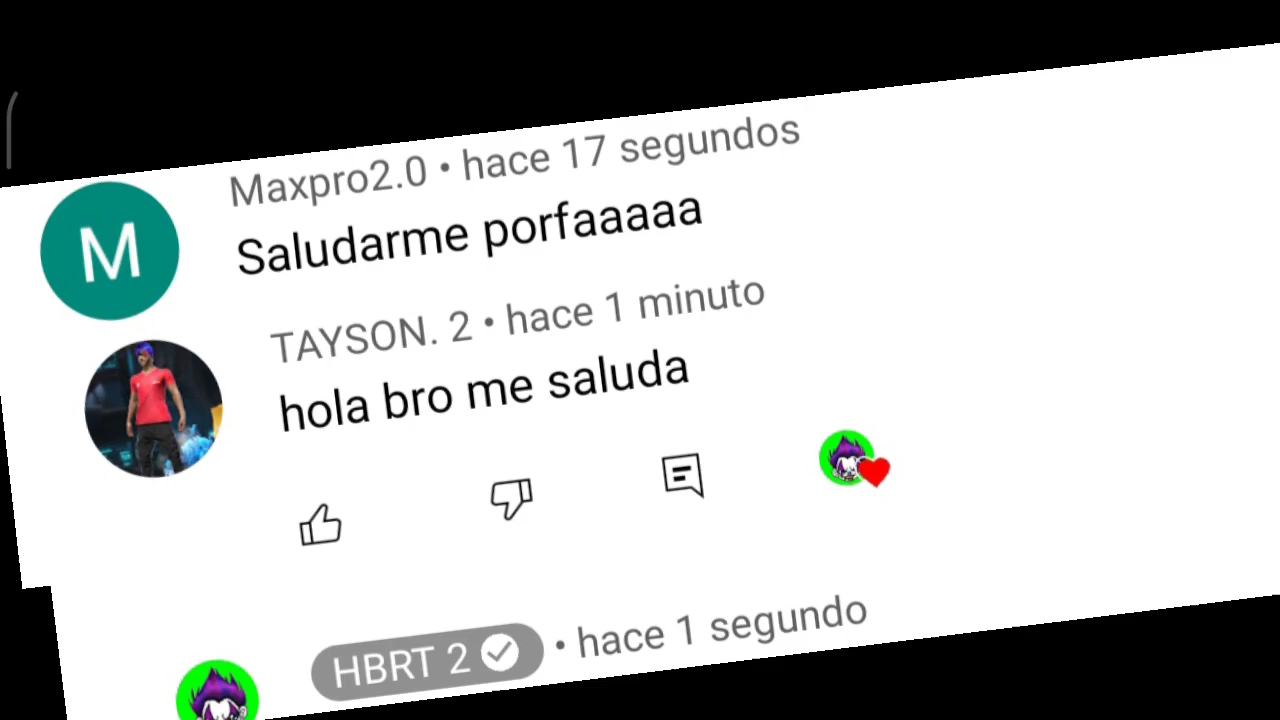 Maxpro2.0 • hace 17 segundos
M
Saludarme porfaaaaa
TAYSON. 2 • hace 1 minuto
hola bro me saluda
HBRT 2 • hace 1 segundo